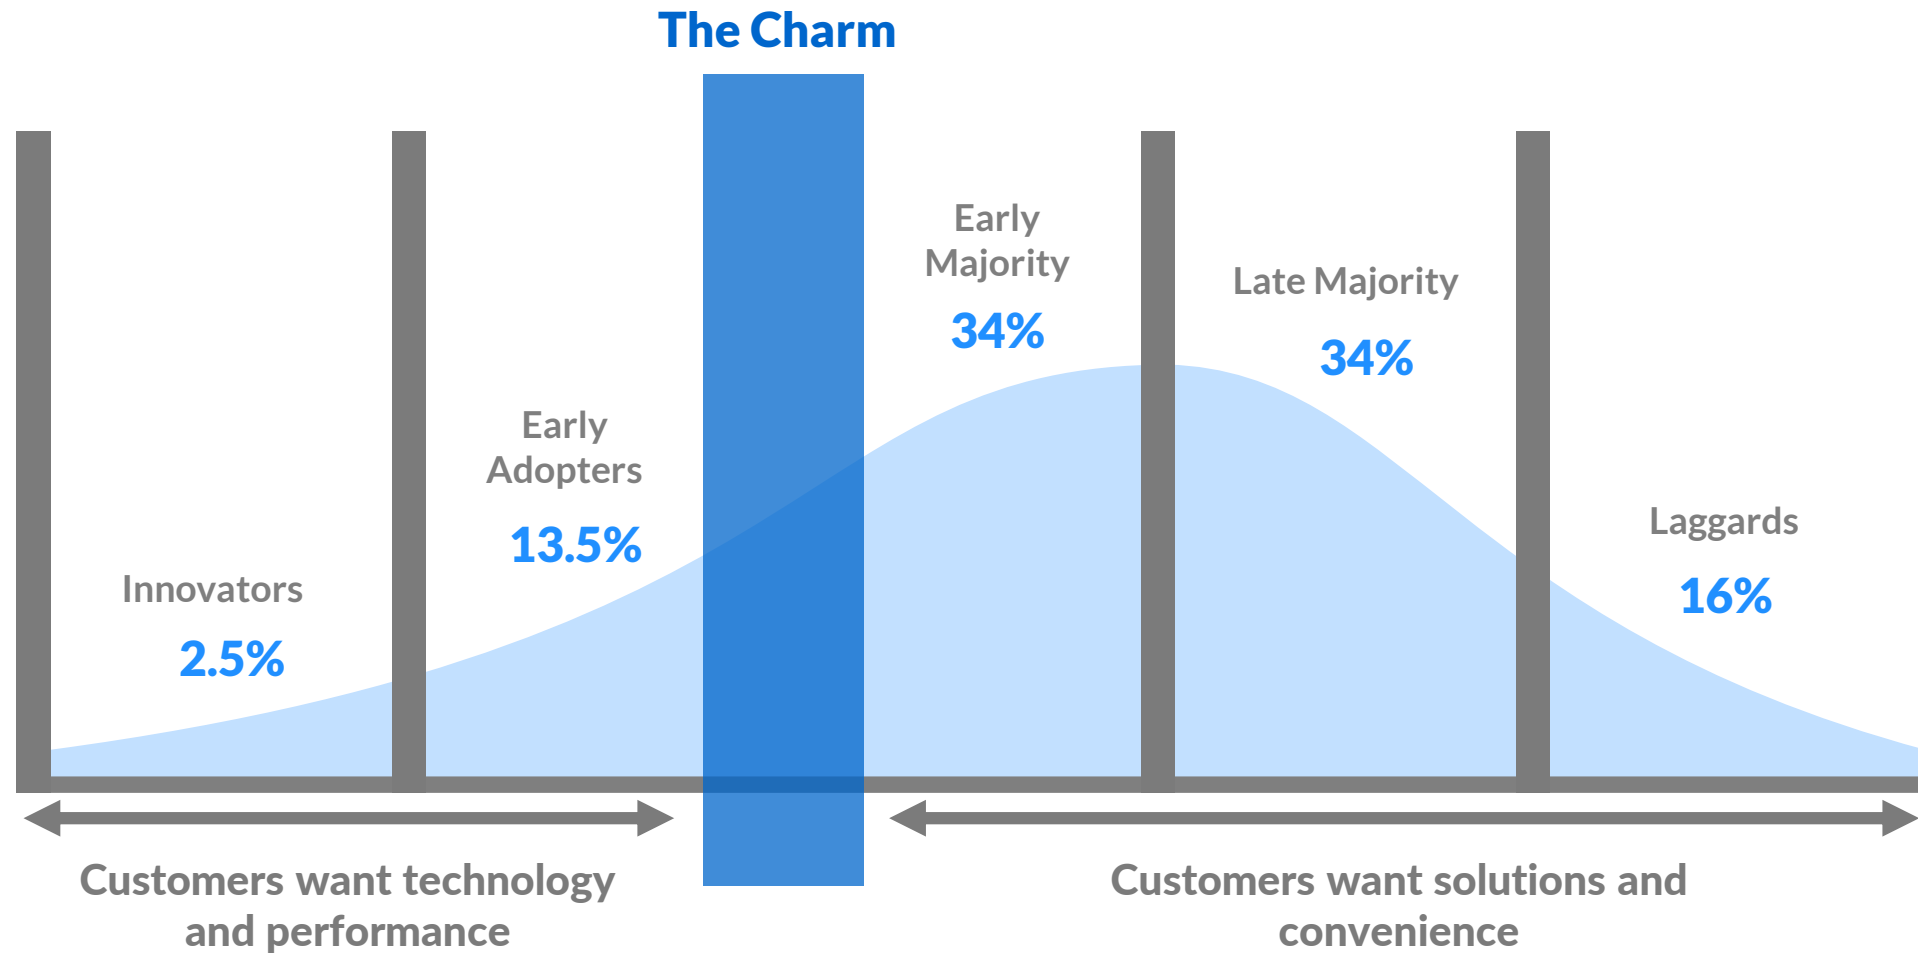 The Charm
Innovators
2.5%
Early
Adopters
13.5%
Early
Majority
34%
Late Majority
34%
Laggards
16%
Customers want technology
and performance
Customers want solutions and
convenience